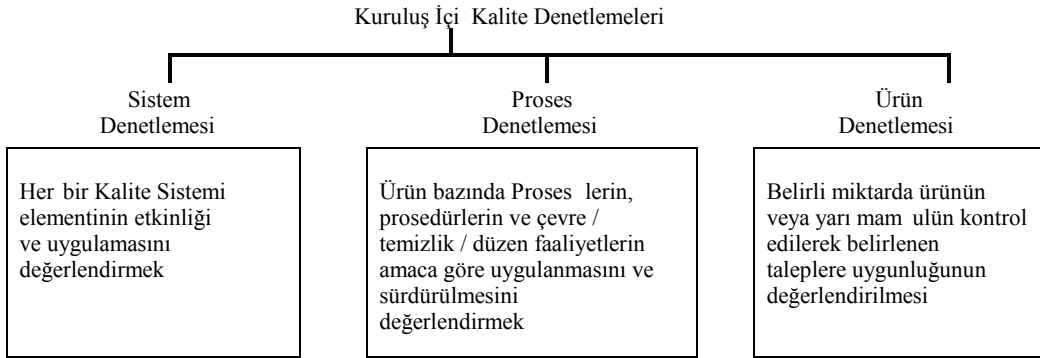 Kuruluş İçi Kalite Denetlemeleri
Sistem
Denetlemesi
Her bir Kalite Sistemi
elementinin etkinliği
ve uygulamasını
değerlendirmek
Proses
Denetlemesi
Ürün bazında Proses lerin,
prosedürlerin ve çevre /
temizlik / düzen faaliyetlerin
amaca göre uygulanmasını ve
sürdürülmesini
değerlendirmek
Ürün
Denetlemesi
Belirli miktarda ürünün
veya yarı mam ulün kontrol
edilerek belirlenen
taleplere uygunluğunun
değerlendirilmesi